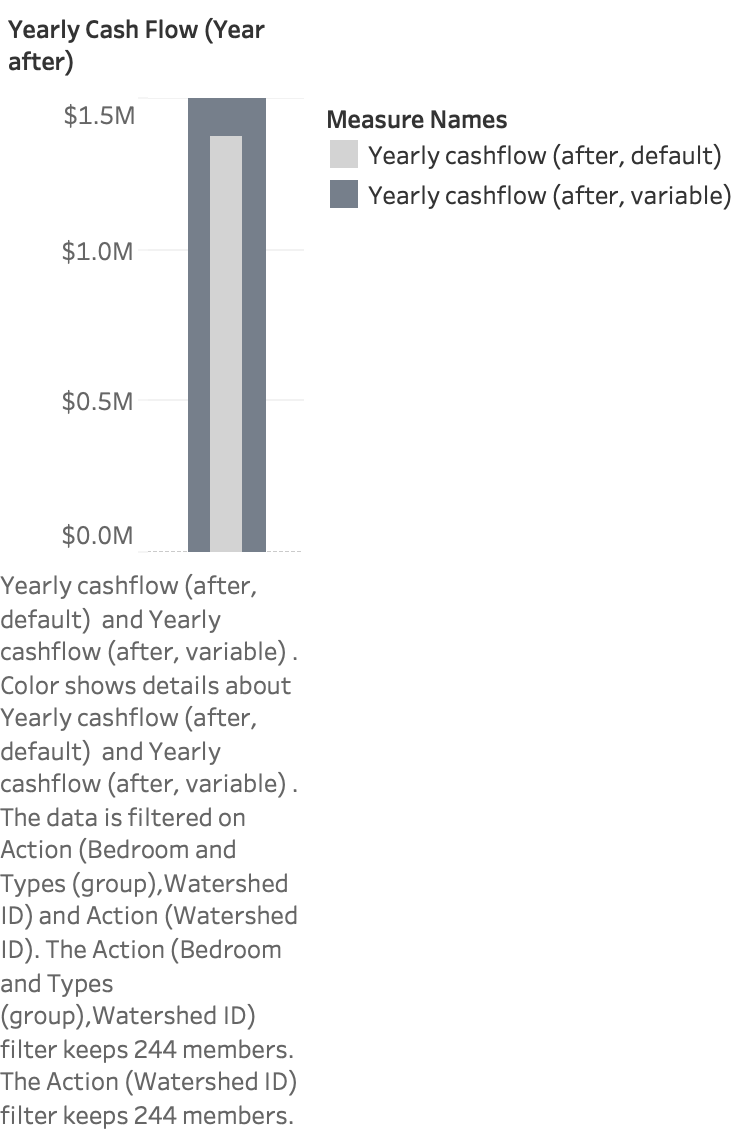 Yearly Cash Flow (Year
after)
$1.5M
$1.0M
$0.5M
$0.0M
Measure Names
Yearly cashflow (after, default)
Yearly cashflow (after, variable)
Yearly cashflow (after,
default)  and Yearly
cashflow (after, variable) .
Color shows details about
Yearly cashflow (after,
default)  and Yearly
cashflow (after, variable) .
The data is filtered on
Action (Bedroom and
Types (group),Watershed
ID) and Action (Watershed
ID). The Action (Bedroom
and Types
(group),Watershed ID)
filter keeps 244 members.
The Action (Watershed ID)
filter keeps 244 members.